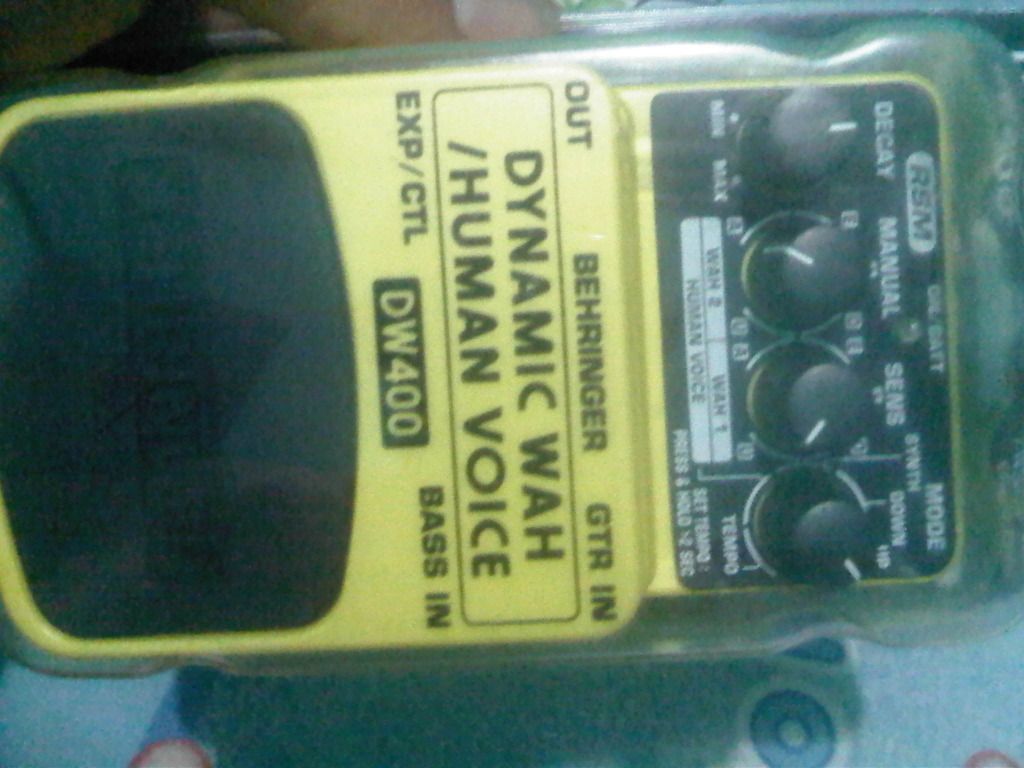 RSM
O/E-BATT
DECAY MANUAL SENS MODE
SYNTH DOWN UP
MIN MAX
WAH 2 WAH 1
HUMAN VOICE
TEMPO
SET TEMPO:
PRESS & HOLD >2 SEC
OUT BEHRINGER GTR IN
DYNAMIC WAH
/HUMAN VOICE
EXP/CTL DW400 BASS IN